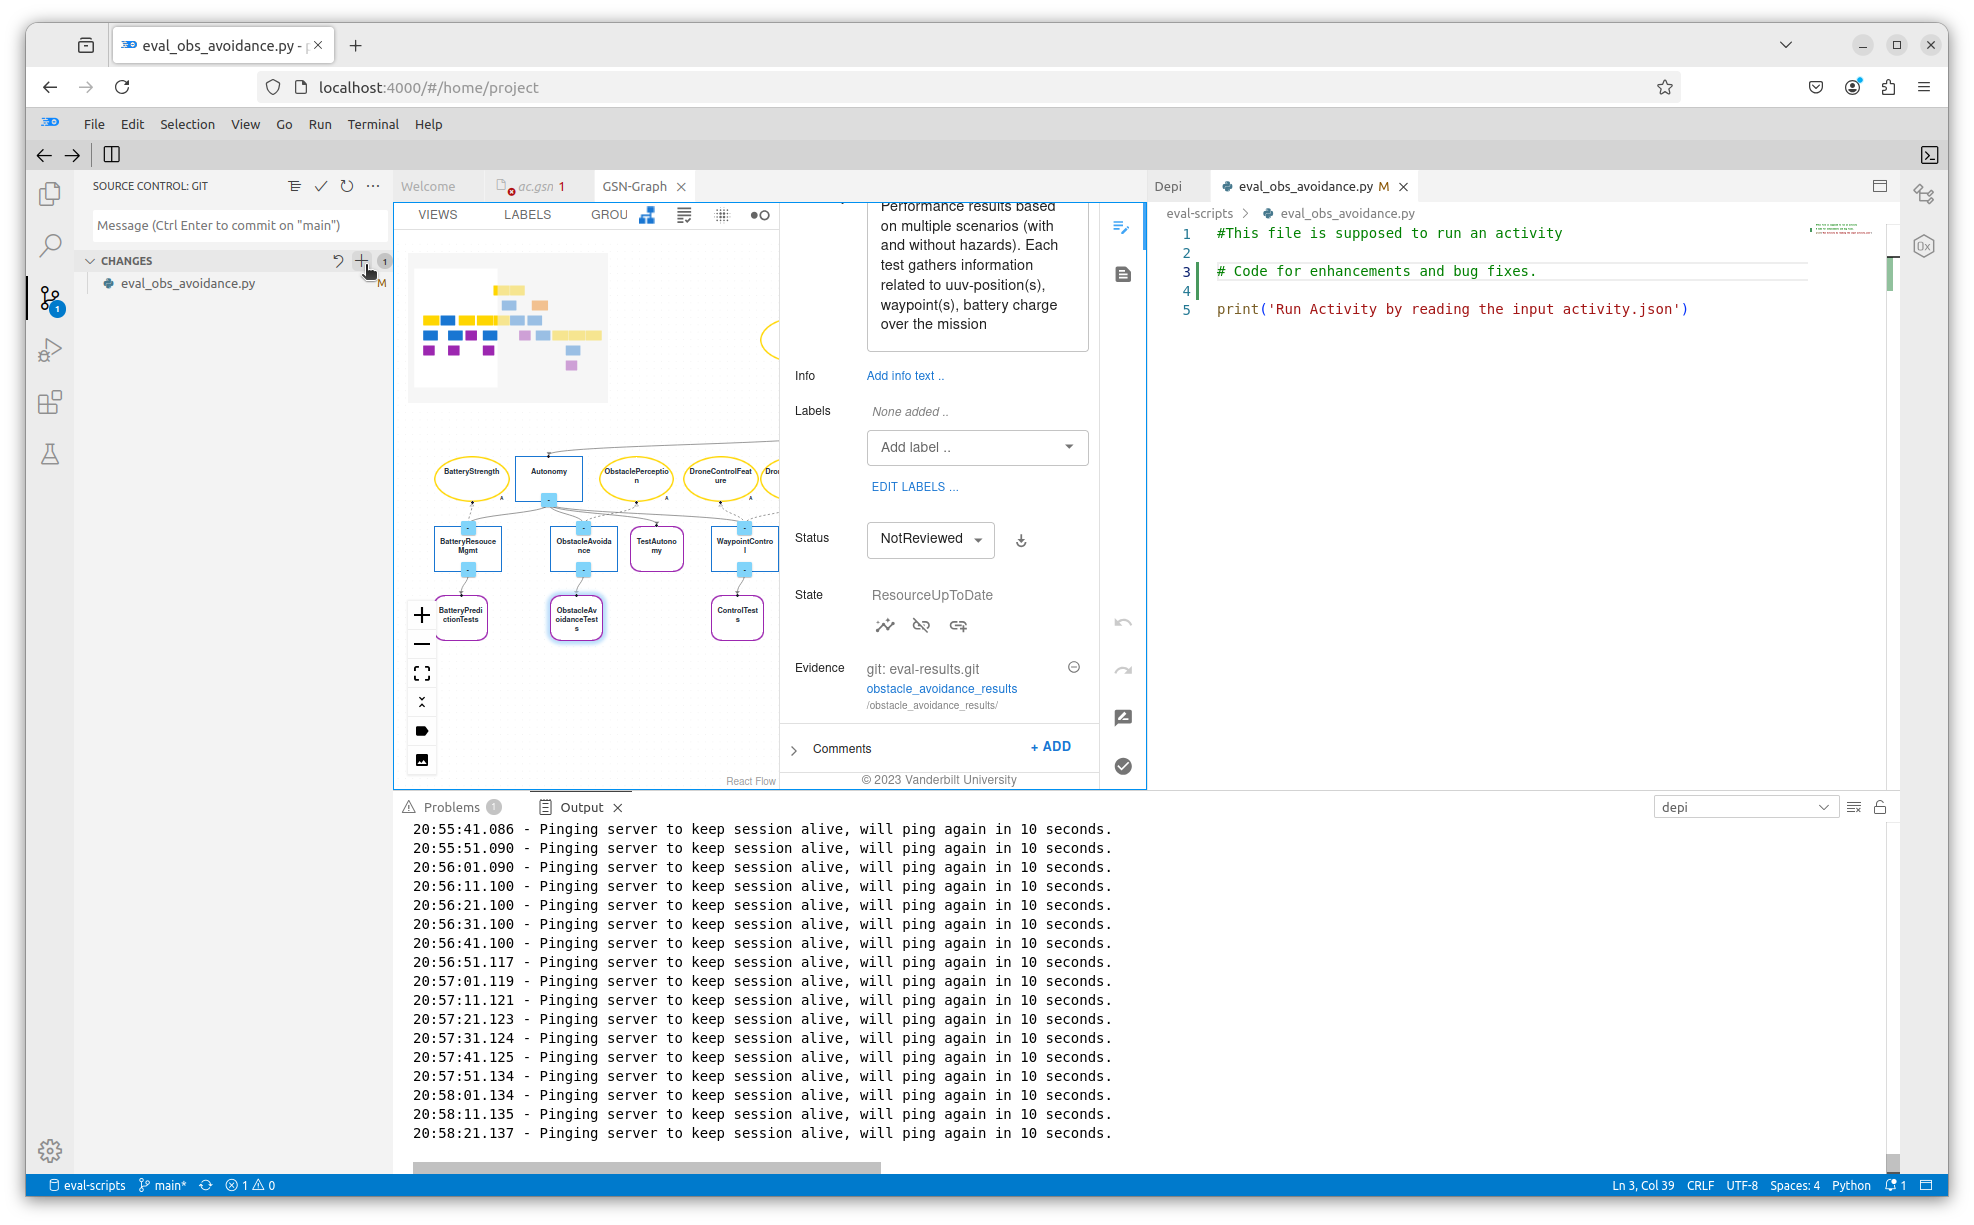 eval_obs_avoidance.py -
localhost:4000/#/home/project
File Edit Selection View Go Run Terminal Help
SOURCE CONTROL: GIT
Message (Ctrl Enter to commit on "main")
CHANGES 1
eval_obs_avoidance.py M
1
Welcome ac.gsn 1 GSN-Graph
VIEWS LABELS GROU
BatteryStrength
A
Autonomy
-
ObstaclePerceptio
n
DroneControlFeat
ure
A
Dro
-
BatteryResouce
Mgmt
-
-
ObstacleAvoida
nce
-
TestAutono
my
-
WaypointContro
l
-
BatteryPredi
ctionTests
ObstacleAv
oidanceTest
s
ControlTest
s
React Flow
Performance results based
on multiple scenarios (with
and without hazards). Each
test gathers information
related to uuv-position(s),
waypoint(s), battery charge
over the mission
Info Add info text ..
Labels None added ..
Add label ..
EDIT LABELS ...
Status NotReviewed
State ResourceUpToDate
Evidence git: eval-results.git
obstacle_avoidance_results
/obstacle_avoidance_results/
Comments + ADD
© 2023 Vanderbilt University
Depi eval_obs_avoidance.py M
eval-scripts > eval_obs_avoidance.py
1 #This file is supposed to run an activity
2
3 # Code for enhancements and bug fixes.
4
5 print('Run Activity by reading the input activity.json')
0x
Problems 1 Output depi
20:55:41.086 - Pinging server to keep session alive, will ping again in 10 seconds.
20:55:51.090 - Pinging server to keep session alive, will ping again in 10 seconds.
20:56:01.090 - Pinging server to keep session alive, will ping again in 10 seconds.
20:56:11.100 - Pinging server to keep session alive, will ping again in 10 seconds.
20:56:21.100 - Pinging server to keep session alive, will ping again in 10 seconds.
20:56:31.100 - Pinging server to keep session alive, will ping again in 10 seconds.
20:56:41.100 - Pinging server to keep session alive, will ping again in 10 seconds.
20:56:51.117 - Pinging server to keep session alive, will ping again in 10 seconds.
20:57:01.119 - Pinging server to keep session alive, will ping again in 10 seconds.
20:57:11.121 - Pinging server to keep session alive, will ping again in 10 seconds.
20:57:21.123 - Pinging server to keep session alive, will ping again in 10 seconds.
20:57:31.124 - Pinging server to keep session alive, will ping again in 10 seconds.
20:57:41.125 - Pinging server to keep session alive, will ping again in 10 seconds.
20:57:51.134 - Pinging server to keep session alive, will ping again in 10 seconds.
20:58:01.134 - Pinging server to keep session alive, will ping again in 10 seconds.
20:58:11.135 - Pinging server to keep session alive, will ping again in 10 seconds.
20:58:21.137 - Pinging server to keep session alive, will ping again in 10 seconds.
eval-scripts main* 1 0 Ln 3, Col 39 CRLF UTF-8 Spaces: 4 Python 1